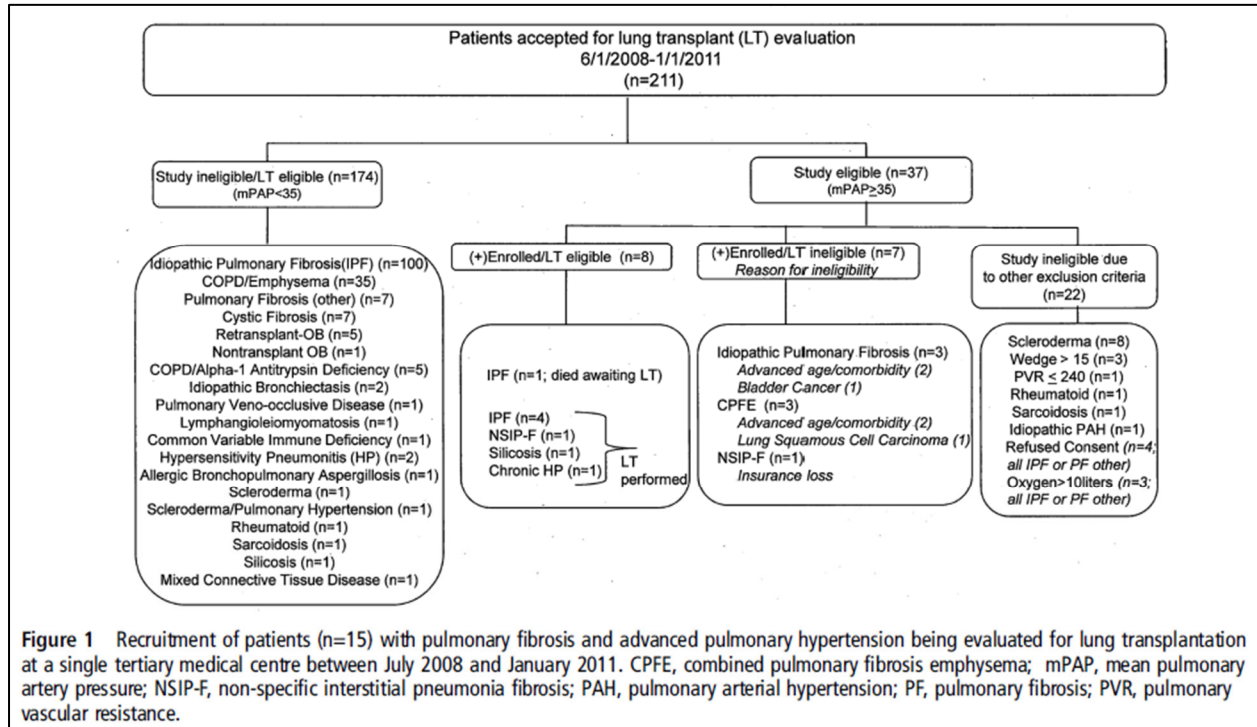 Patients accepted for lung transplant (LT) evaluation
6/1/2008-1/1/2011
(n=211)
Study ineligible/LT eligible (n=174)
(mPAP<35)
Study eligible (n=37)
(mPAP≥35)
Idiopathic Pulmonary Fibrosis(IPF) (n=100)
COPD/Emphysema (n=35)
Pulmonary Fibrosis (other) (n=7)
Cystic Fibrosis (n=7)
Retransplant-OB (n=5)
Nontransplant OB (n=1)
COPD/Alpha-1 Antitrypsin Deficiency (n=5)
Idiopathic Bronchiectasis (n=2)
Pulmonary Veno-occlusive Disease (n=1)
Lymphangioleiomyomatosis (n=1)
Common Variable Immune Deficiency (n=1)
Hypersensitivity Pneumonitis (HP) (n=2)
Allergic Bronchopulmonary Aspergillosis (n=1)
Scleroderma (n=1)
Scleroderma/Pulmonary Hypertension (n=1)
Rheumatoid (n=1)
Sarcoidosis (n=1)
Silicosis (n=1)
Mixed Connective Tissue Disease (n=1)
(+)Enrolled/LT eligible (n=8)
IPF (n=1; died awaiting LT)
IPF (n=4)
NSIP-F (n=1)
Silicosis (n=1)
Chronic HP (n=1)
LT
performed
(+)Enrolled/LT ineligible (n=7)
Reason for ineligibility
Idiopathic Pulmonary Fibrosis (n=3)
Advanced age/comorbidity (2)
Bladder Cancer (1)
CPFE (n=3)
Advanced age/comorbidity (2)
Lung Squamous Cell Carcinoma (1)
NSIP-F (n=1)
Insurance loss
Study ineligible due
to other exclusion criteria
(n=22)
Scleroderma (n=8)
Wedge > 15 (n=3)
PVR ≤ 240 (n=1)
Rheumatoid (n=1)
Sarcoidosis (n=1)
Idiopathic PAH (n=1)
Refused Consent (n=4;
all IPF or PF other)
Oxygen>10liters (n=3;
all IPF or PF other)
Figure 1 Recruitment of patients (n=15) with pulmonary fibrosis and advanced pulmonary hypertension being evaluated for lung transplantation
at a single tertiary medical centre between July 2008 and January 2011. CPFE, combined pulmonary fibrosis emphysema; mPAP, mean pulmonary
artery pressure; NSIP-F, non-specific interstitial pneumonia fibrosis; PAH, pulmonary arterial hypertension; PF, pulmonary fibrosis; PVR, pulmonary
vascular resistance.